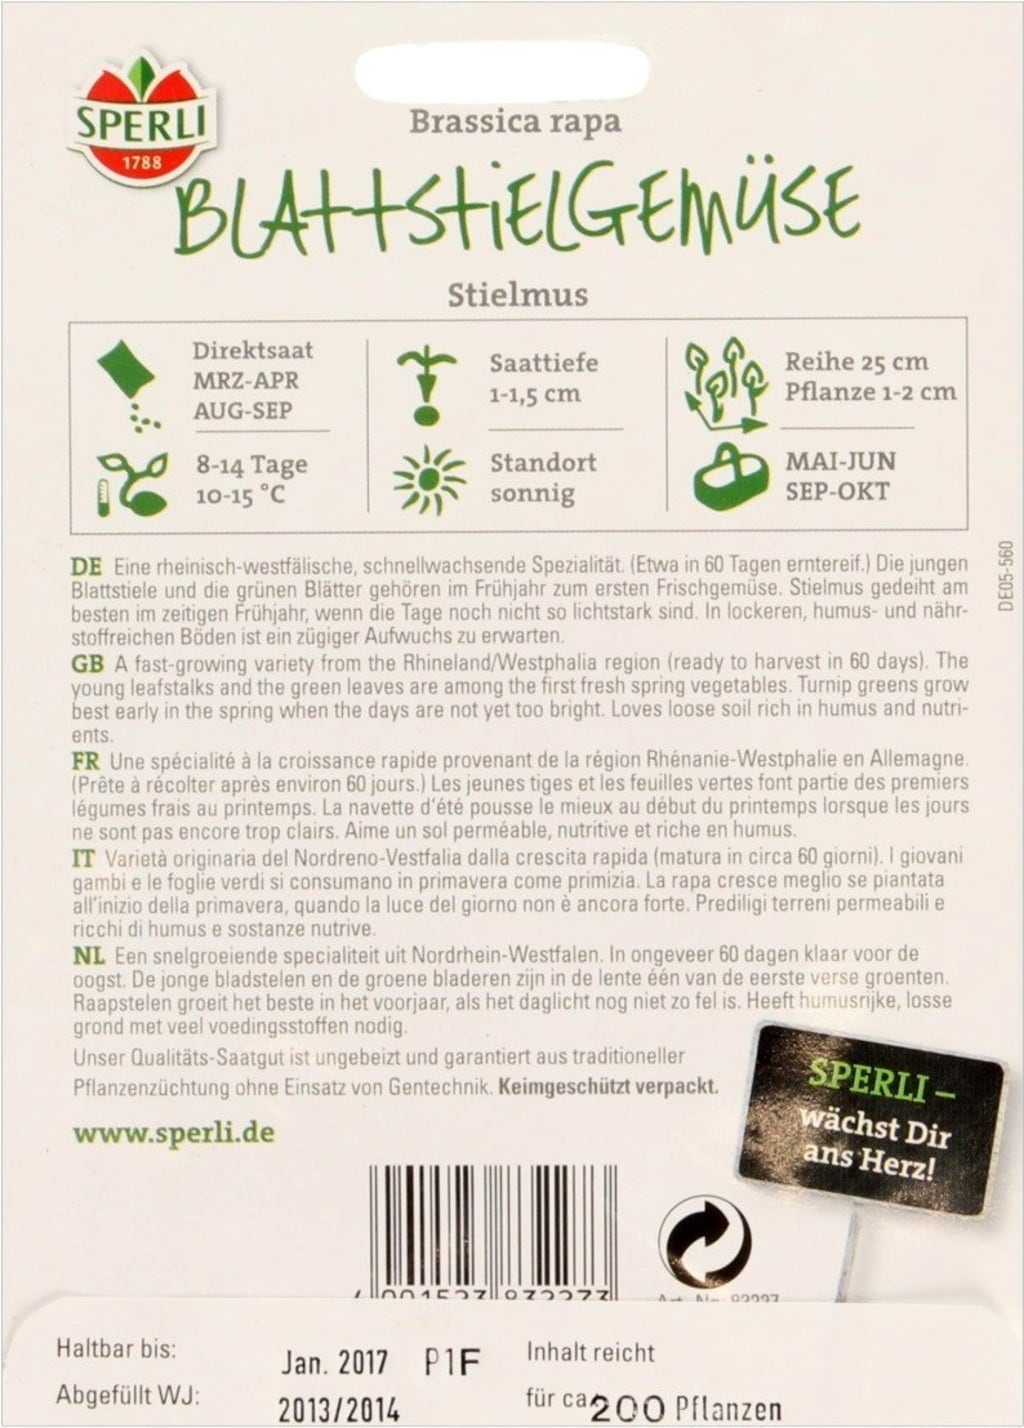 SPERLI
1788
Brassica rapa
BLATTSTIELGEMÜSE
Stielmus
Direktsaat
MRZ-APR
AUG-SEP
Saattiefe
1-1,5 cm
Reihe 25 cm
Pflanze 1-2 cm
8-14 Tage
10-15 °C
Standort
sonnig
MAI-JUN
SEP-OKT
DE Eine rheinisch-westfälische, schnellwachsende Spezialität. (Etwa in 60 Tagen erntereif.) Die jungen
Blattstiele und die grünen Blätter gehören im Frühjahr zum ersten Frischgemüse. Stielmus gedeiht am
besten im zeitigen Frühjahr, wenn die Tage noch nicht so lichtstark sind. In lockeren, humus- und nähr-
stoffreichen Böden ist ein zügiger Aufwuchs zu erwarten.
GB A fast-growing variety from the Rhineland/Westphalia region (ready to harvest in 60 days). The
young leafstalks and the green leaves are among the first fresh spring vegetables. Turnip greens grow
best early in the spring when the days are not yet too bright. Loves loose soil rich in humus and nutri-
ents.
FR Une spécialité à la croissance rapide provenant de la région Rhénanie-Westphalie en Allemagne.
(Prête à récolter après environ 60 jours.) Les jeunes tiges et les feuilles vertes font partie des premiers
légumes frais au printemps. La navette d'été pousse le mieux au début du printemps lorsque les jours
ne sont pas encore trop clairs. Aime un sol perméable, nutritive et riche en humus.
IT Varietà originaria del Nordreno-Vestfalia dalla crescita rapida (matura in circa 60 giorni). I giovani
gambi e le foglie verdi si consumano in primavera come primizia. La rapa cresce meglio se piantata
all'inizio della primavera, quando la luce del giorno non è ancora forte. Prediligi terreni permeabili e
ricchi di humus e sostanze nutrive.
NL Een snelgroeiende specialiteit uit Nordrhein-Westfalen. In ongeveer 60 dagen klaar voor de
oogst. De jonge bladstelen en de groene bladeren zijn in de lente één van de eerste verse groenten.
Raapstelen groeit het beste in het voorjaar, als het daglicht nog niet zo fel is. Heeft humusrijke, losse
grond met veel voedingsstoffen nodig.
Unser Qualitäts-Saatgut ist ungebeizt und garantiert aus traditioneller
Pflanzenzüchtung ohne Einsatz von Gentechnik. Keimgeschützt verpackt.
www.sperli.de
DE05-560
SPERLI –
wächst Dir
ans Herz!
4 001523 832273
Haltbar bis: Jan. 2017 P1F
Abgefüllt WJ: 2013/2014
Inhalt reicht
für ca. 200 Pflanzen